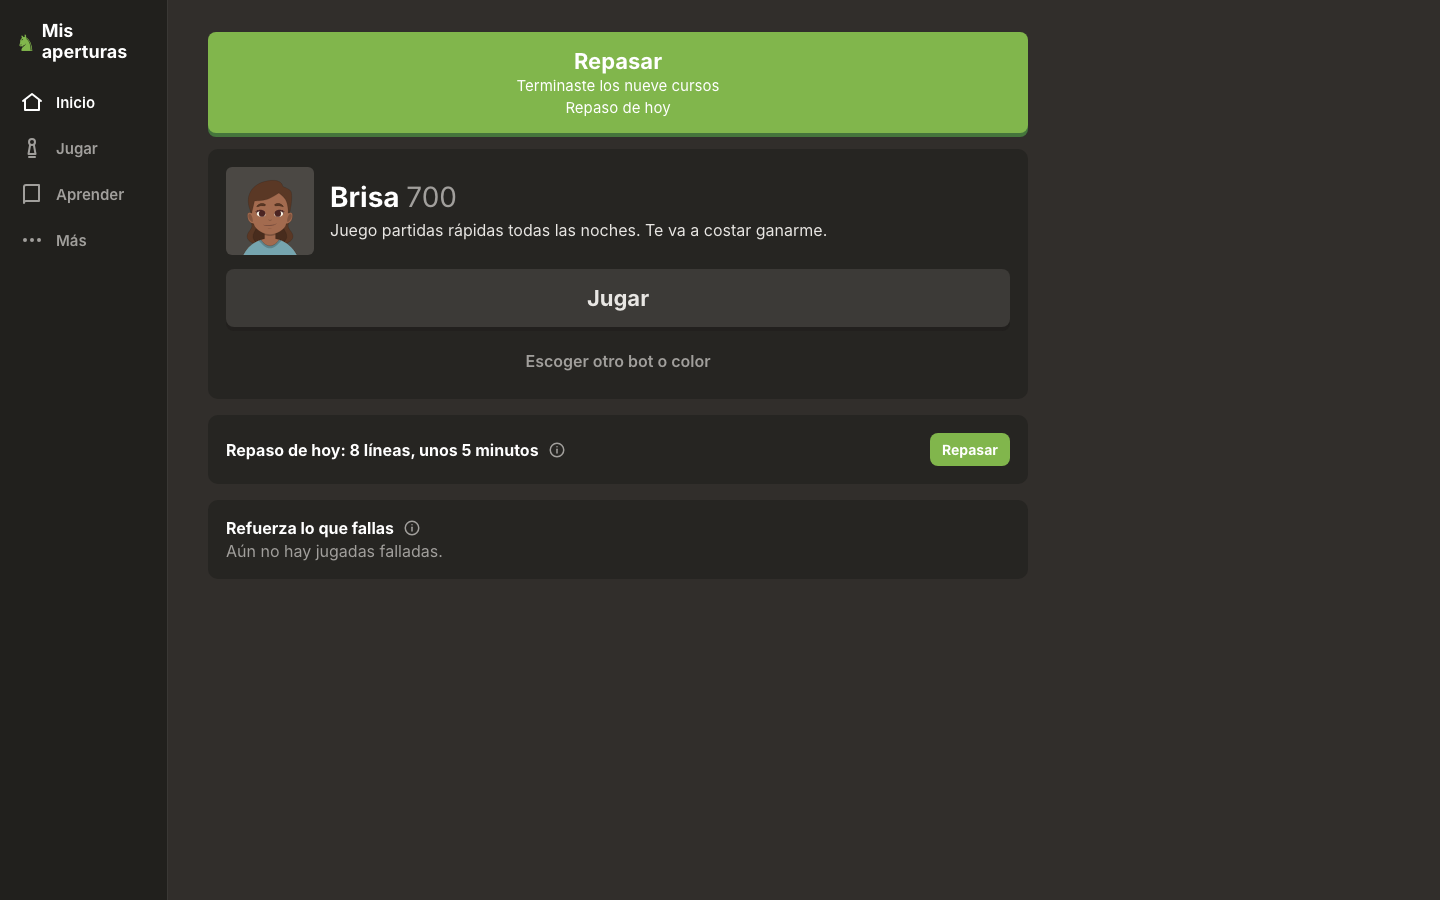 Mis
aperturas
Inicio
Jugar
Aprender
Más
Repasar
Terminaste los nueve cursos
Repaso de hoy
Brisa 700
Juego partidas rápidas todas las noches. Te va a costar ganarme.
Jugar
Escoger otro bot o color
Repaso de hoy: 8 líneas, unos 5 minutos
Repasar
Refuerza lo que fallas
Aún no hay jugadas falladas.